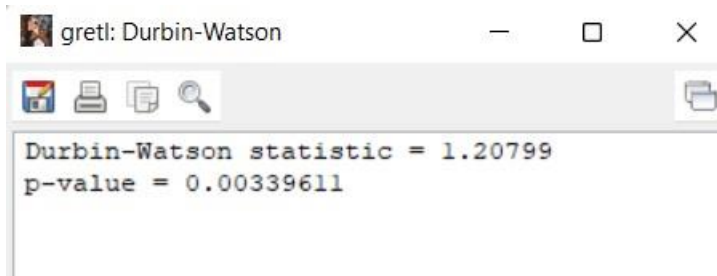 gretl: Durbin-Watson
Durbin-Watson statistic = 1.20799
p-value = 0.00339611